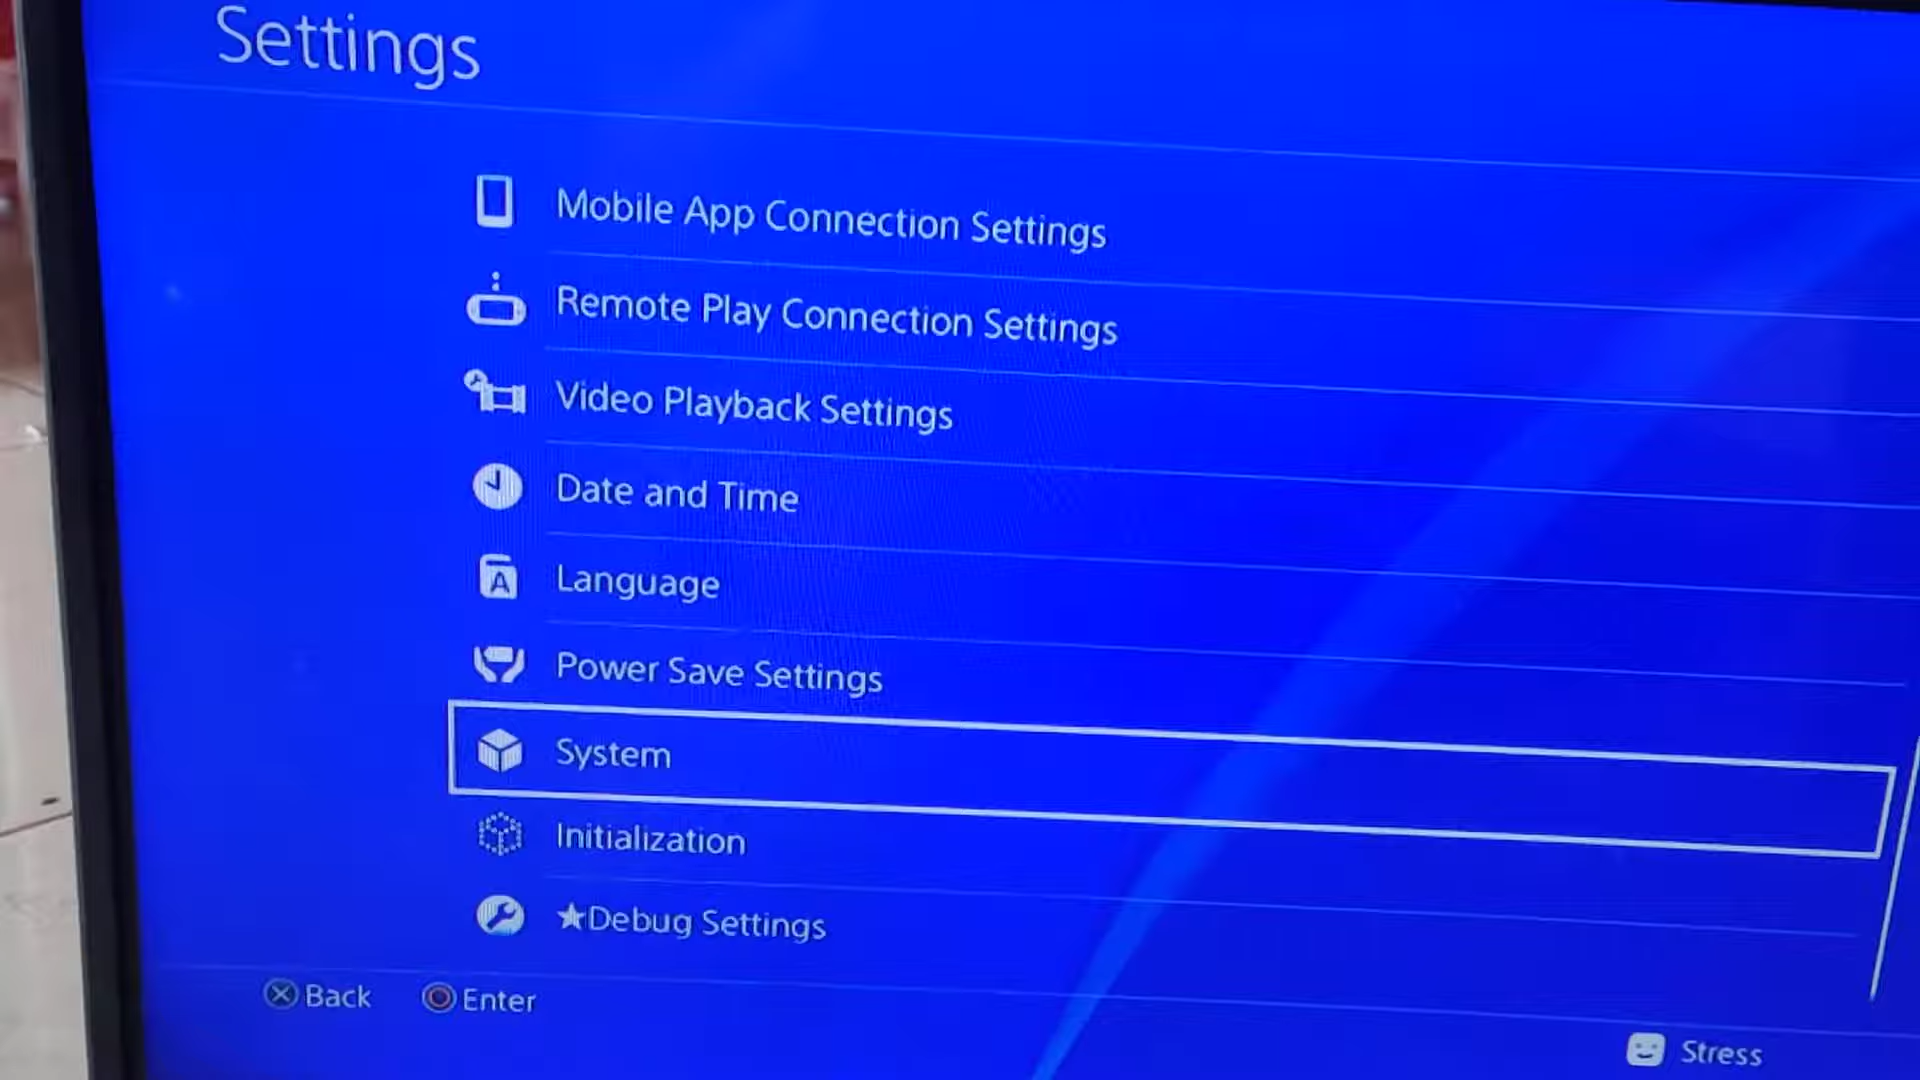 Settings
Mobile App Connection Settings
Remote Play Connection Settings
Video Playback Settings
Date and Time
Language
Power Save Settings
System
Initialization
★Debug Settings
Back Enter
Stress